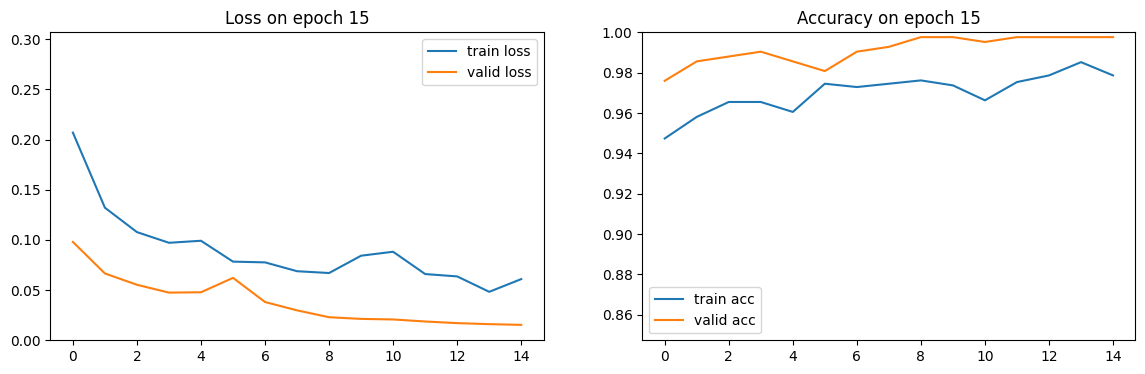 Loss on epoch 15
0.30
0.25
0.20
0.15
0.10
0.05
0.00
0 2 4 6 8 10 12 14
train loss
valid loss
Accuracy on epoch 15
1.00
0.98
0.96
0.94
0.92
0.90
0.88
0.86
0 2 4 6 8 10 12 14
train acc
valid acc